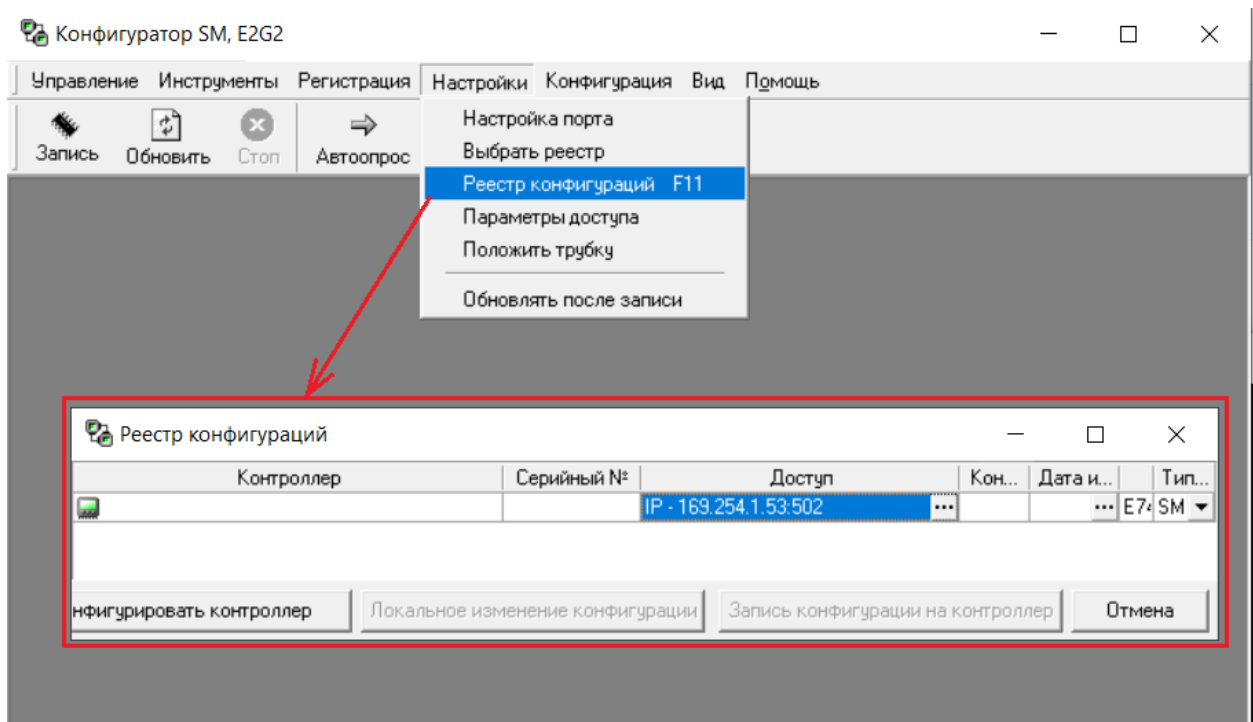 Конфигуратор SM, E2G2
Управление Инструменты Регистрация Настройки Конфигурация Вид Помощь
Запись Обновить Стоп Автоопрос
Настройка порта
Выбрать реестр
Реестр конфигураций F11
Параметры доступа
Положить трубку
Обновлять после записи
Реестр конфигураций
Контроллер Серийный № Доступ Кон... Дата и... Тип...
IP - 169.254.1.53:502 ... ... E74 SM
нфигурировать контроллер Локальное изменение конфигурации Запись конфигурации на контроллер Отмена